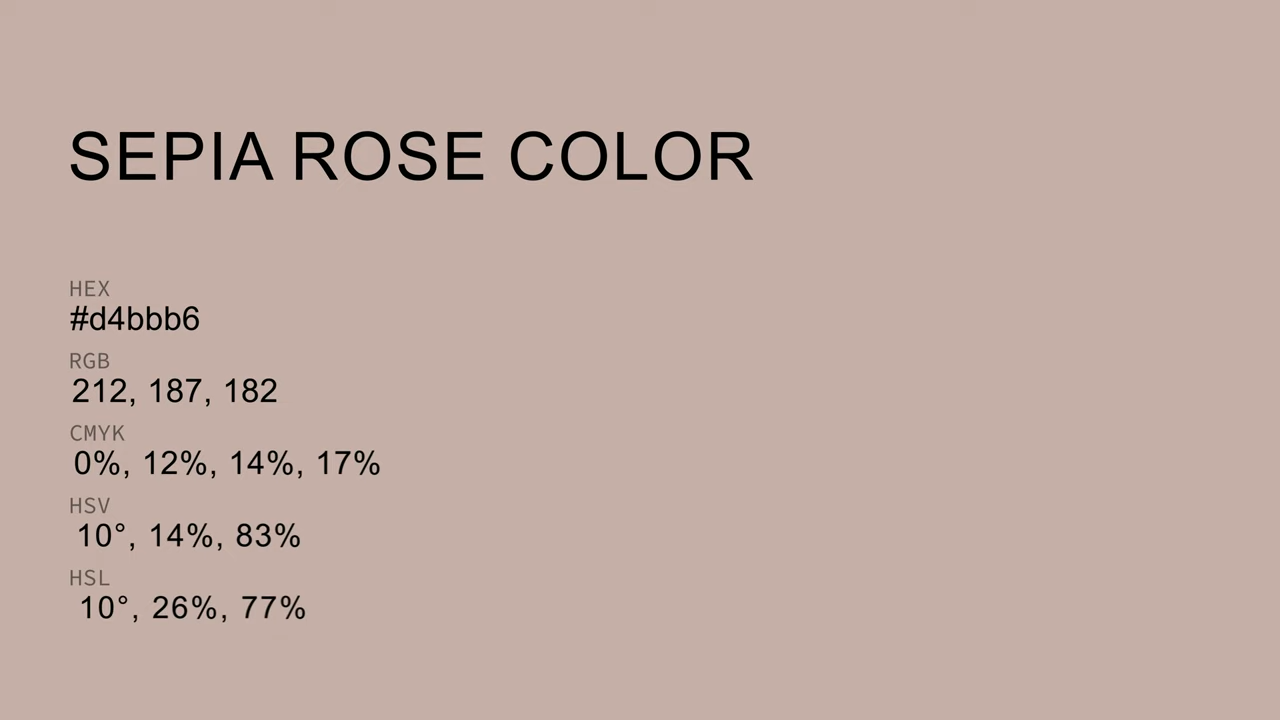 SEPIA ROSE COLOR
HEX
#d4bbb6
RGB
212, 187, 182
CMYK
0%, 12%, 14%, 17%
HSV
10°, 14%, 83%
HSL
10°, 26%, 77%